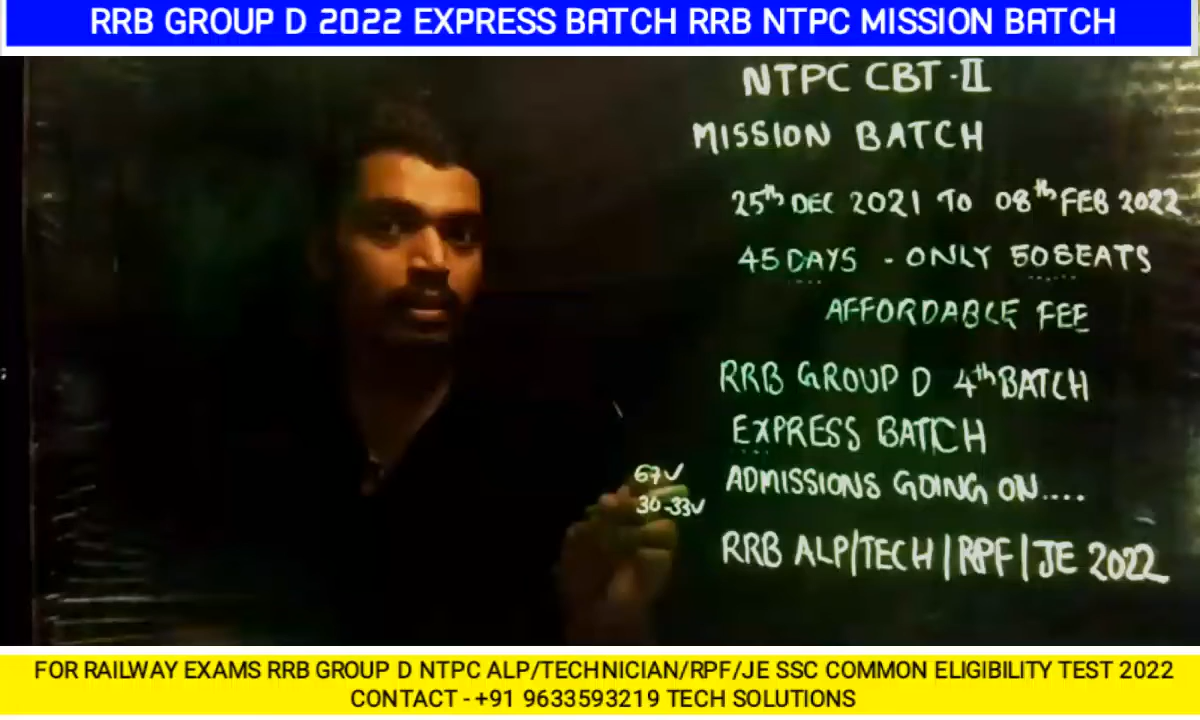 RRB GROUP D 2022 EXPRESS BATCH RRB NTPC MISSION BATCH
NTPC CBT-II
MISSION BATCH
25th DEC 2021 TO 08th FEB 2022
45 DAYS - ONLY 50 SEATS
AFFORDABLE FEE
RRB GROUP D 4th BATCH
EXPRESS BATCH
67✓
ADMISSIONS GOING ON....
30-33✓
RRB ALP/TECH/RPF/JE 2022
FOR RAILWAY EXAMS RRB GROUP D NTPC ALP/TECHNICIAN/RPF/JE SSC COMMON ELIGIBILITY TEST 2022
CONTACT - +91 9633593219 TECH SOLUTIONS